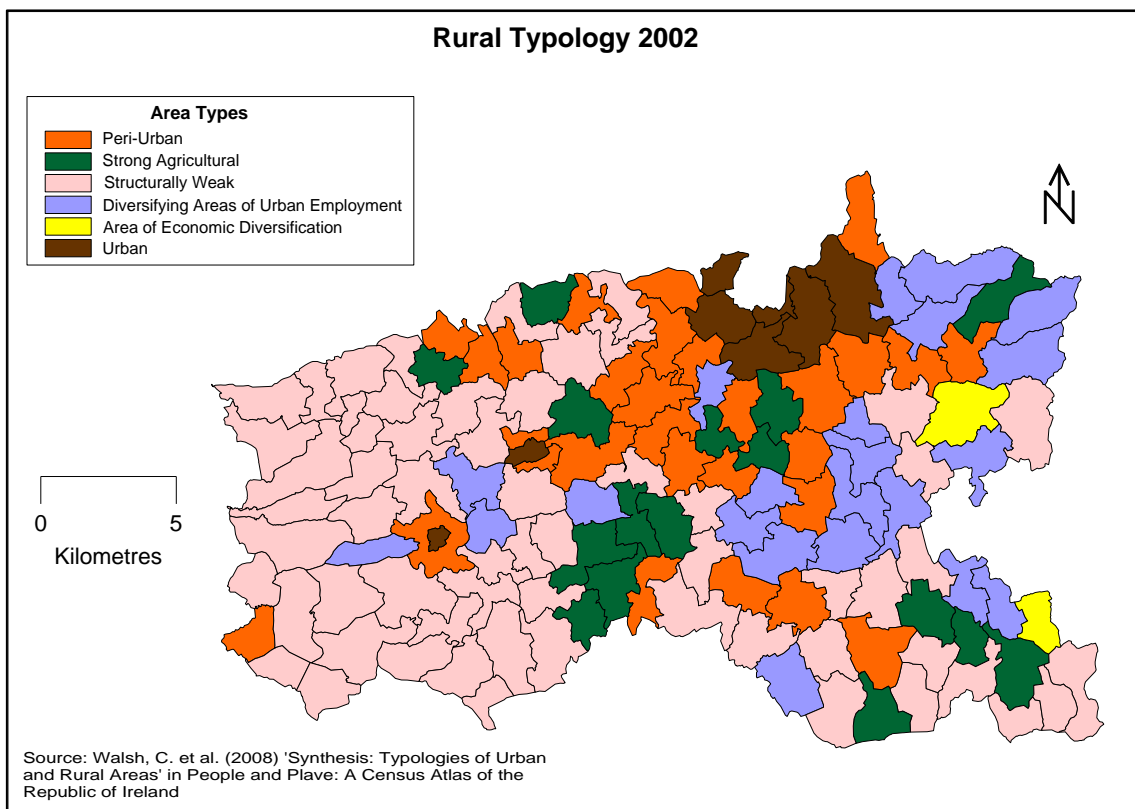 Rural Typology 2002
Area Types
Peri-Urban
Strong Agricultural
Structurally Weak
Diversifying Areas of Urban Employment
Area of Economic Diversification
Urban
N
0 5
Kilometres
Source: Walsh, C. et al. (2008) 'Synthesis: Typologies of Urban
and Rural Areas' in People and Plave: A Census Atlas of the
Republic of Ireland